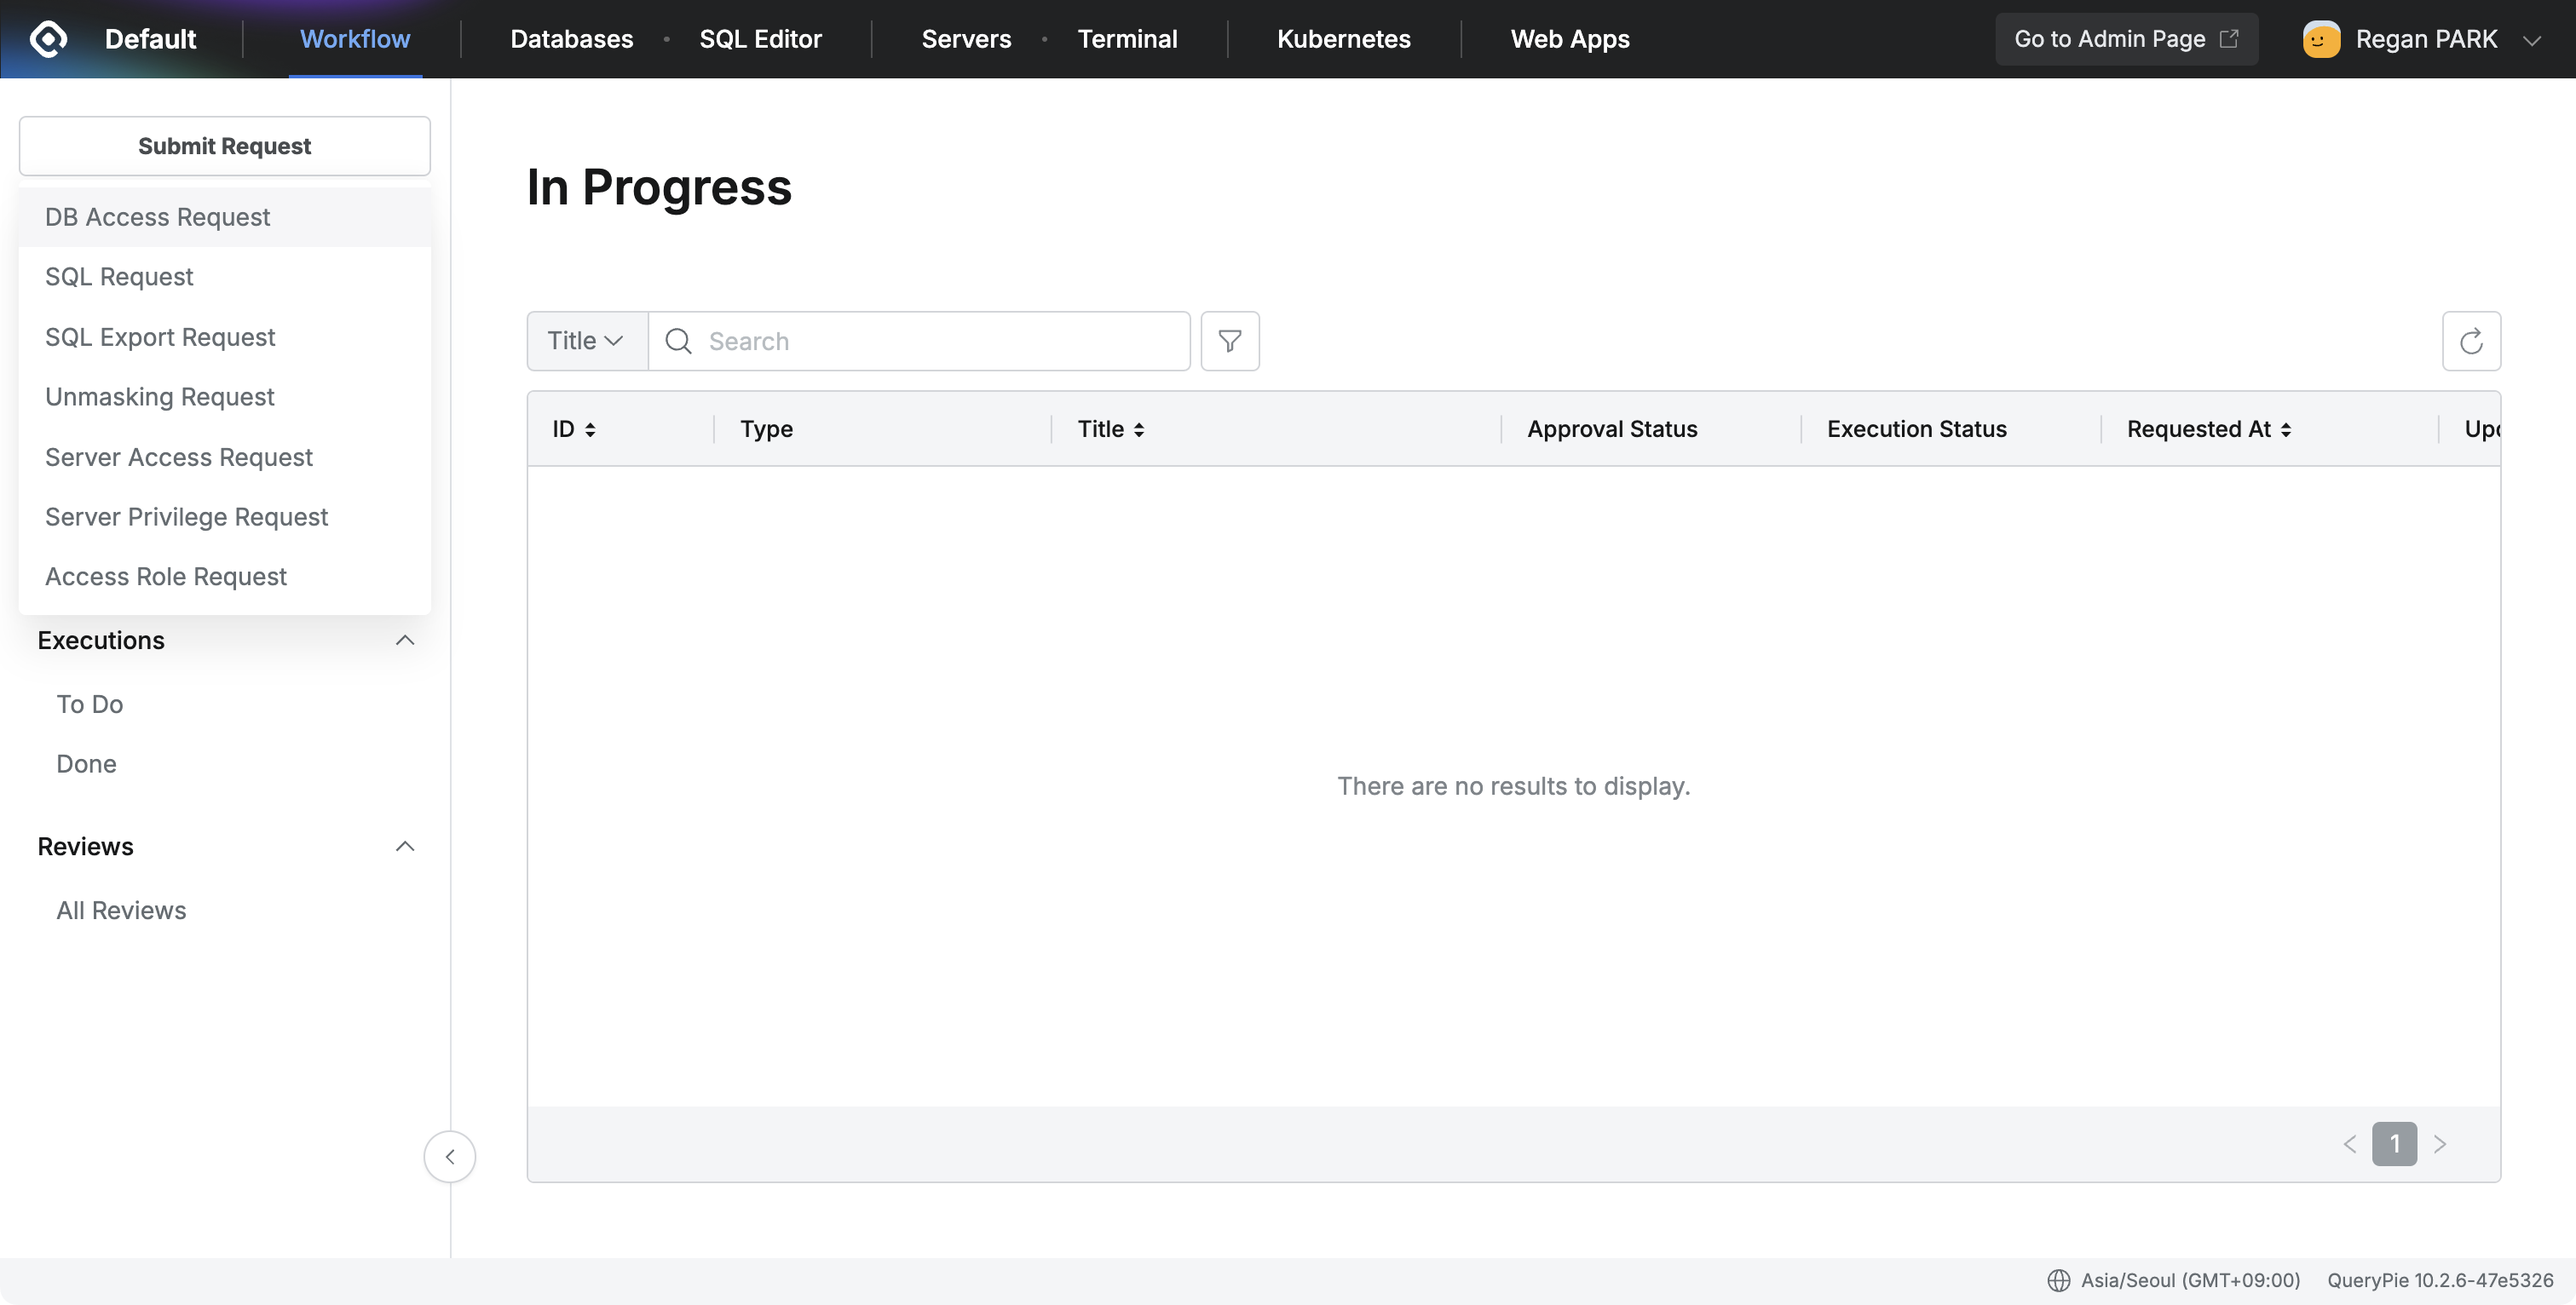 Default Workflow Databases • SQL Editor Servers • Terminal Kubernetes Web Apps Go to Admin Page Regan PARK
Submit Request
DB Access Request
SQL Request
SQL Export Request
Unmasking Request
Server Access Request
Server Privilege Request
Access Role Request
Executions
To Do
Done
Reviews
All Reviews
In Progress
Title Search
ID Type Title Approval Status Execution Status Requested At
There are no results to display.
1
Asia/Seoul (GMT+09:00) QueryPie 10.2.6-47e5326